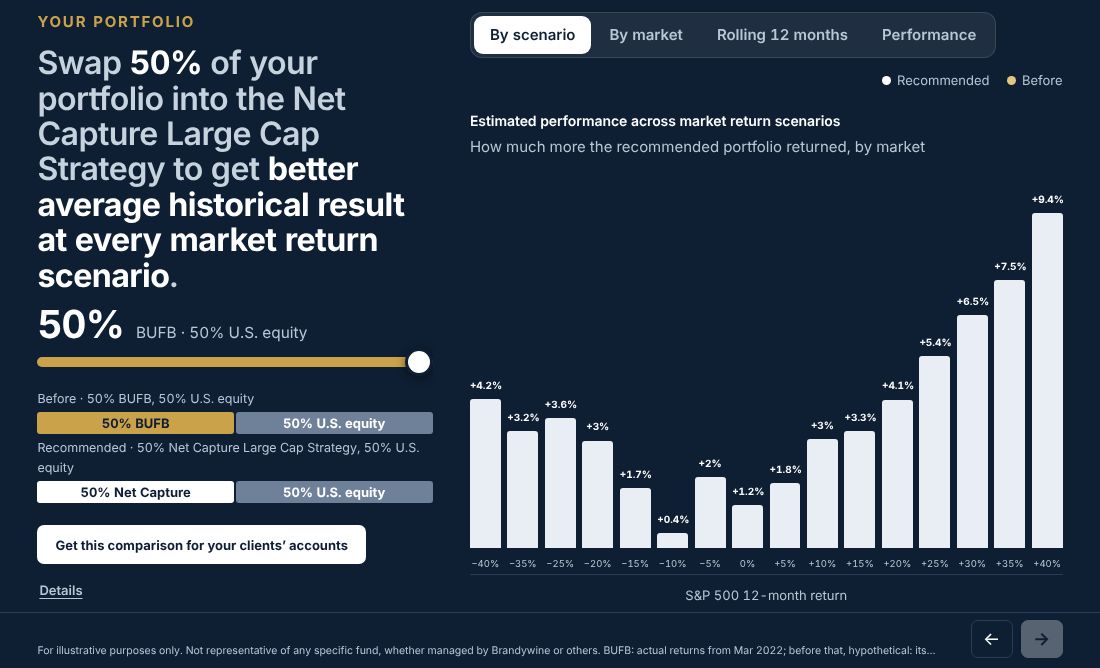 YOUR PORTFOLIO
Swap 50% of your
portfolio into the Net
Capture Large Cap
Strategy to get better
average historical result
at every market return
scenario.
50% BUFB · 50% U.S. equity
Before · 50% BUFB, 50% U.S. equity
50% BUFB 50% U.S. equity
Recommended · 50% Net Capture Large Cap Strategy, 50% U.S.
equity
50% Net Capture 50% U.S. equity
Get this comparison for your clients’ accounts
Details
By scenario By market Rolling 12 months Performance
Recommended Before
Estimated performance across market return scenarios
How much more the recommended portfolio returned, by market
+4.2% +3.2% +3.6% +3% +1.7% +0.4% +2% +1.2% +1.8% +3% +3.3% +4.1% +5.4% +6.5% +7.5% +9.4%
−40% −35% −25% −20% −15% −10% −5% 0% +5% +10% +15% +20% +25% +30% +35% +40%
S&P 500 12-month return
For illustrative purposes only. Not representative of any specific fund, whether managed by Brandywine or others. BUFB: actual returns from Mar 2022; before that, hypothetical: its…